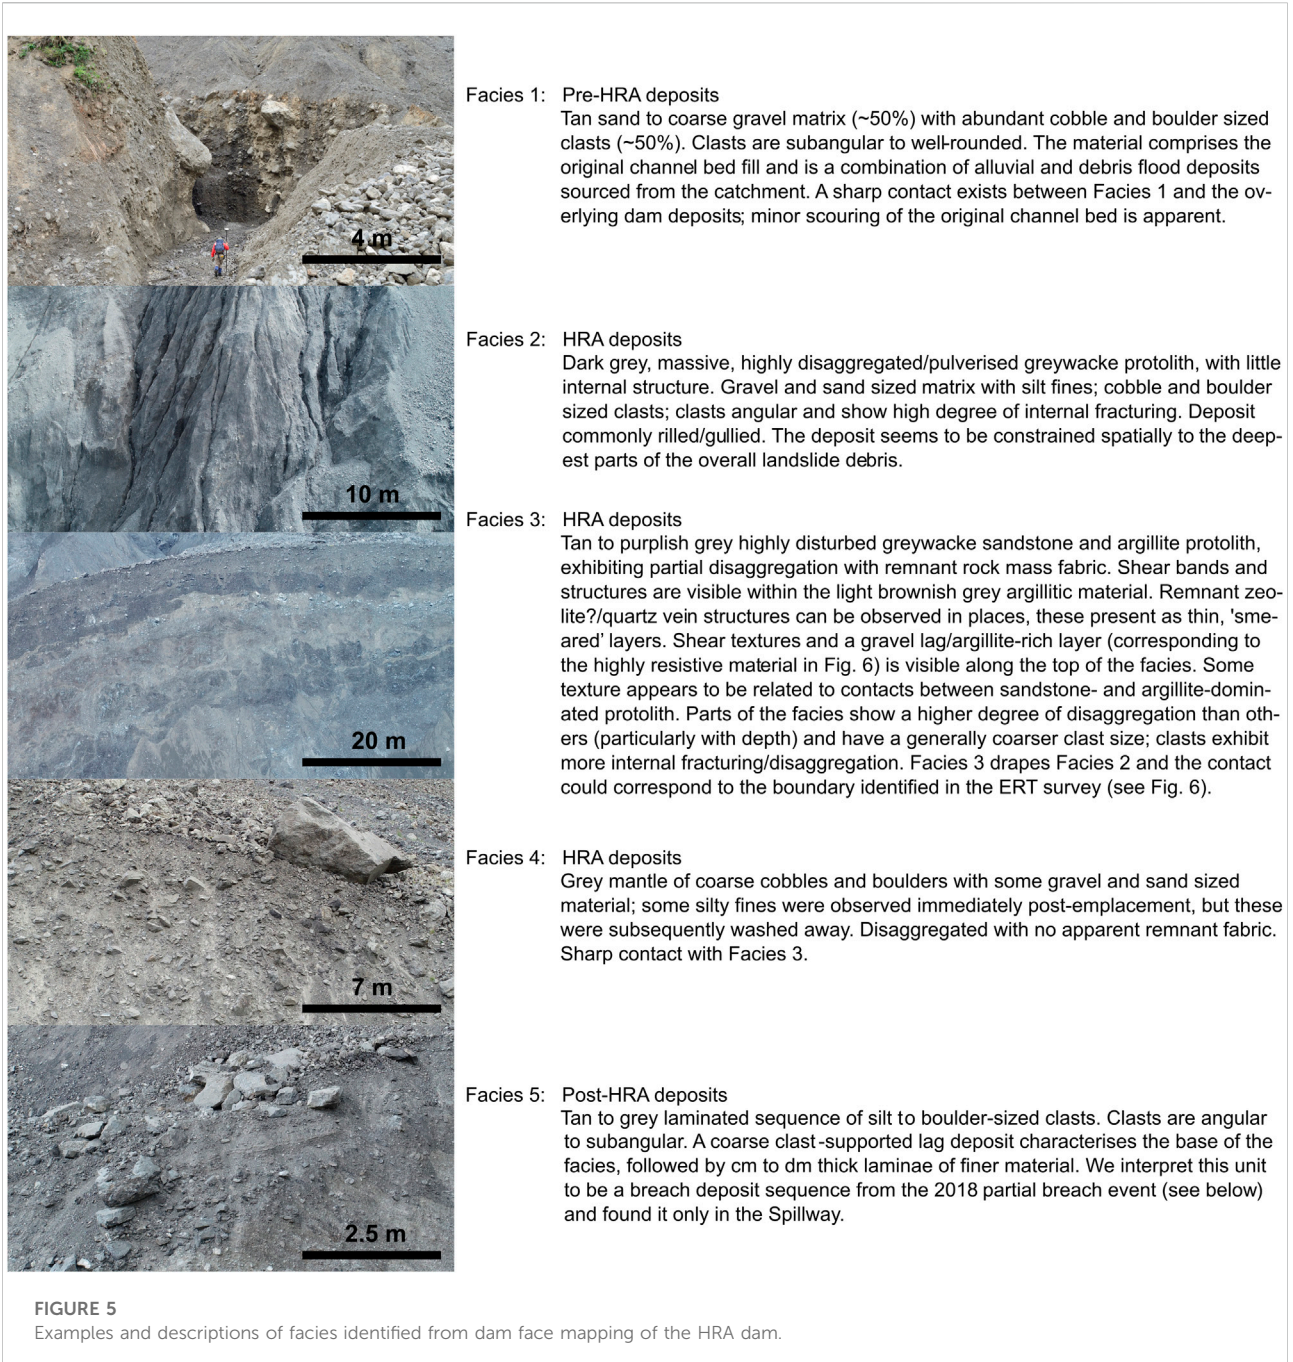 Facies 1: Pre-HRA deposits
Tan sand to coarse gravel matrix (~50%) with abundant cobble and boulder sized
clasts (~50%). Clasts are subangular to well-rounded. The material comprises the
original channel bed fill and is a combination of alluvial and debris flood deposits
sourced from the catchment. A sharp contact exists between Facies 1 and the ov-
erlying dam deposits; minor scouring of the original channel bed is apparent.
4 m
Facies 2: HRA deposits
Dark grey, massive, highly disaggregated/pulverised greywacke protolith, with little
internal structure. Gravel and sand sized matrix with silt fines; cobble and boulder
sized clasts; clasts angular and show high degree of internal fracturing. Deposit
commonly rilled/gullied. The deposit seems to be constrained spatially to the deep-
est parts of the overall landslide debris.
10 m
Facies 3: HRA deposits
Tan to purplish grey highly disturbed greywacke sandstone and argillite protolith,
exhibiting partial disaggregation with remnant rock mass fabric. Shear bands and
structures are visible within the light brownish grey argillitic material. Remnant zeo-
lite?/quartz vein structures can be observed in places, these present as thin, 'sme-
ared' layers. Shear textures and a gravel lag/argillite-rich layer (corresponding to
the highly resistive material in Fig. 6) is visible along the top of the facies. Some
texture appears to be related to contacts between sandstone- and argillite-domin-
ated protolith. Parts of the facies show a higher degree of disaggregation than oth-
ers (particularly with depth) and have a generally coarser clast size; clasts exhibit
more internal fracturing/disaggregation. Facies 3 drapes Facies 2 and the contact
could correspond to the boundary identified in the ERT survey (see Fig. 6).
20 m
Facies 4: HRA deposits
Grey mantle of coarse cobbles and boulders with some gravel and sand sized
material; some silty fines were observed immediately post-emplacement, but these
were subsequently washed away. Disaggregated with no apparent remnant fabric.
Sharp contact with Facies 3.
7 m
Facies 5: Post-HRA deposits
Tan to grey laminated sequence of silt to boulder-sized clasts. Clasts are angular
to subangular. A coarse clast-supported lag deposit characterises the base of the
facies, followed by cm to dm thick laminae of finer material. We interpret this unit
to be a breach deposit sequence from the 2018 partial breach event (see below)
and found it only in the Spillway.
2.5 m
FIGURE 5
Examples and descriptions of facies identified from dam face mapping of the HRA dam.